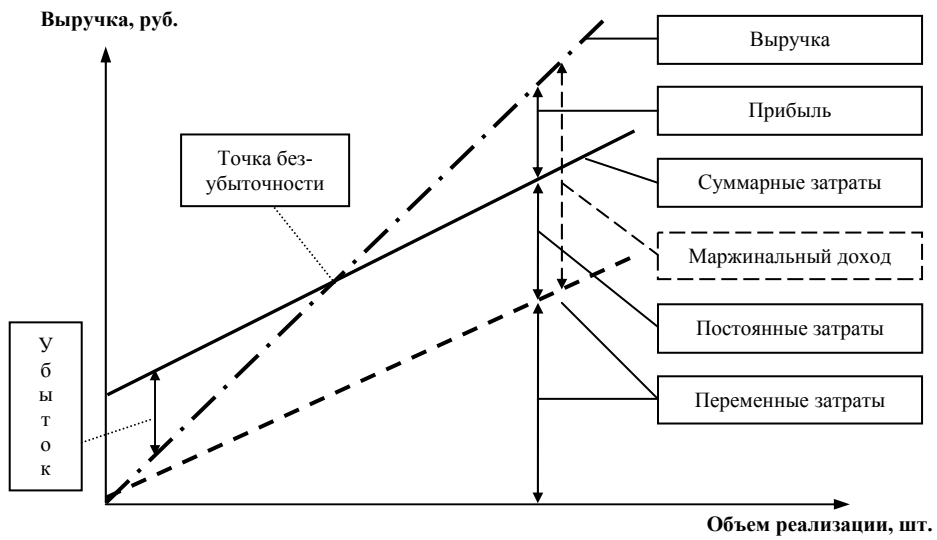 Выручка, руб.
Выручка
Прибыль
Точка без-
убыточности
Суммарные затраты
Маржинальный доход
Постоянные затраты
У
б
ы
т
о
к
Переменные затраты
Объем реализации, шт.